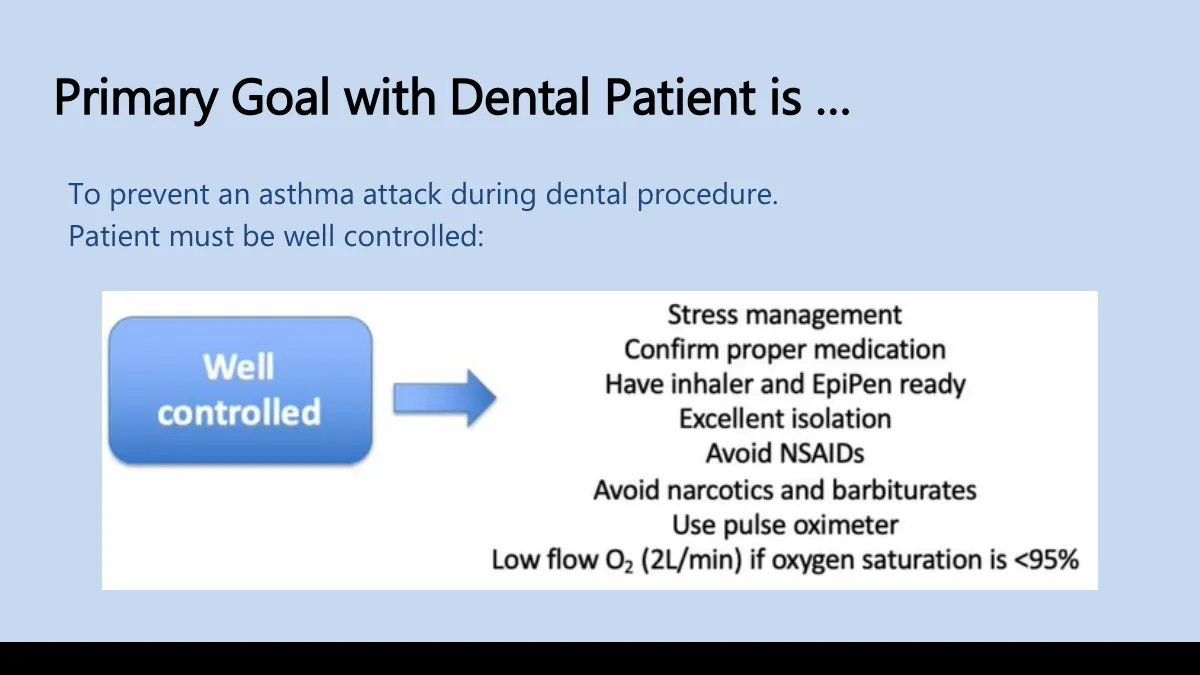 Primary Goal with Dental Patient is ...
To prevent an asthma attack during dental procedure.
Patient must be well controlled:
Well
controlled
Stress management
Confirm proper medication
Have inhaler and EpiPen ready
Excellent isolation
Avoid NSAIDs
Avoid narcotics and barbiturates
Use pulse oximeter
Low flow O₂ (2L/min) if oxygen saturation is <95%